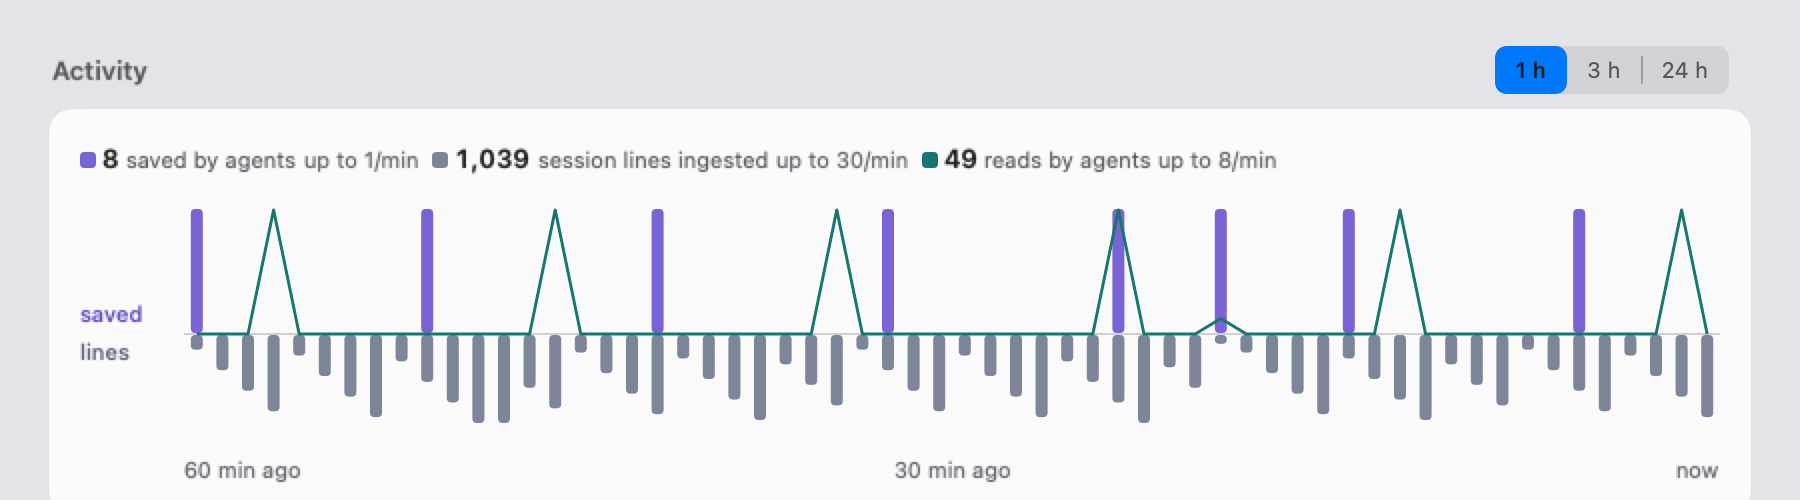 Activity
1 h 3 h 24 h
8 saved by agents up to 1/min 1,039 session lines ingested up to 30/min 49 reads by agents up to 8/min
saved
lines
60 min ago 30 min ago now